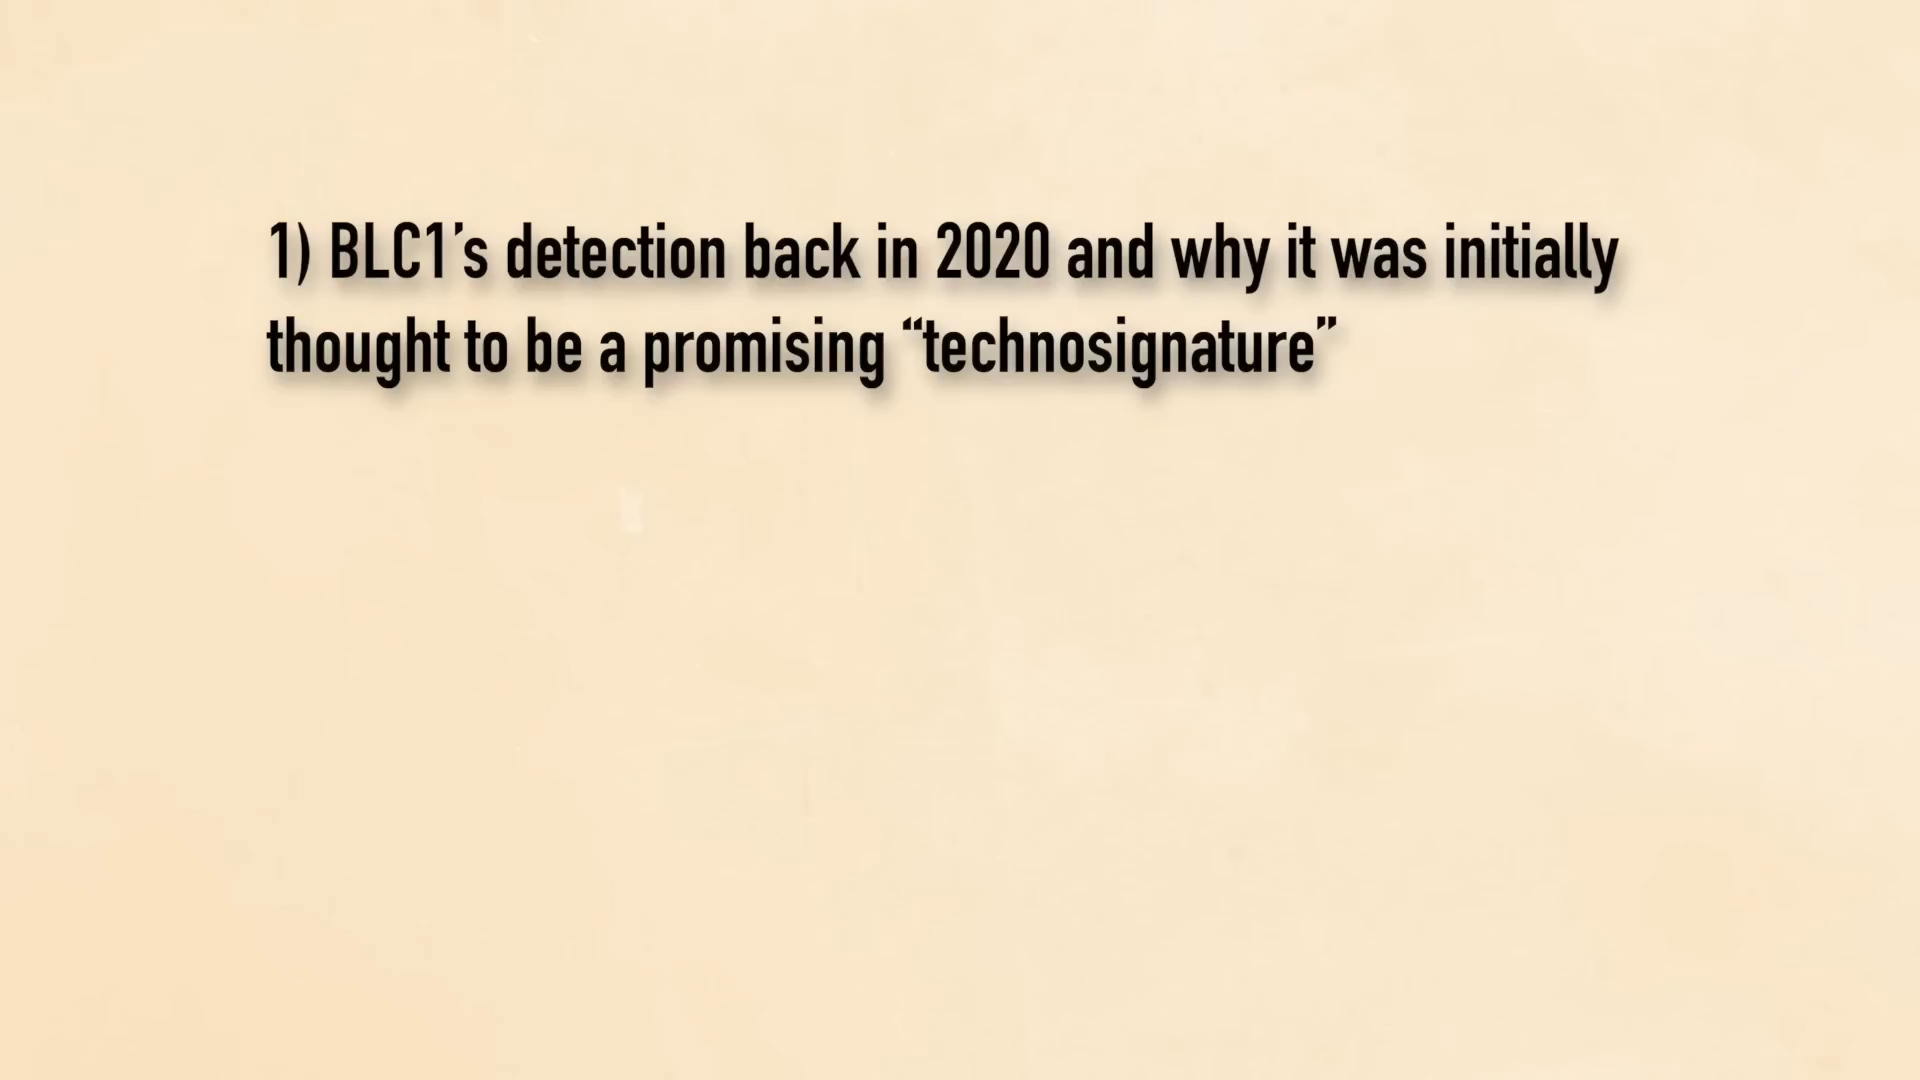 1) BLC1’s detection back in 2020 and why it was initially
thought to be a promising “technosignature”